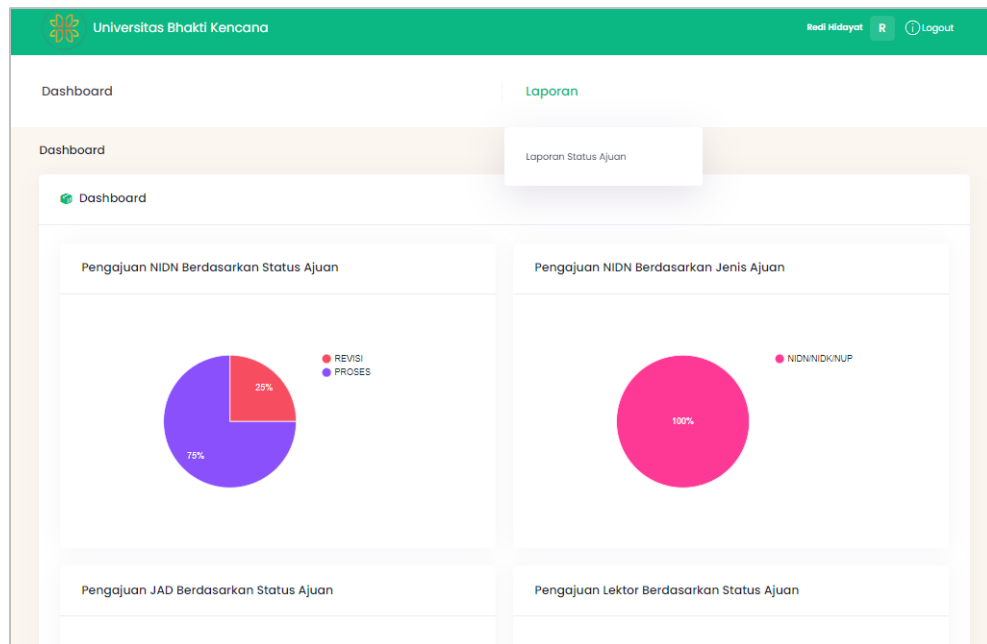 Universitas Bhakti Kencana
Redi Hidayat R Logout
Dashboard Laporan
Dashboard
Laporan Status Ajuan
Dashboard
Pengajuan NIDN Berdasarkan Status Ajuan
REVISI
PROSES
25%
75%
Pengajuan NIDN Berdasarkan Jenis Ajuan
NIDN/NIDK/NUP
100%
Pengajuan JAD Berdasarkan Status Ajuan
Pengajuan Lektor Berdasarkan Status Ajuan